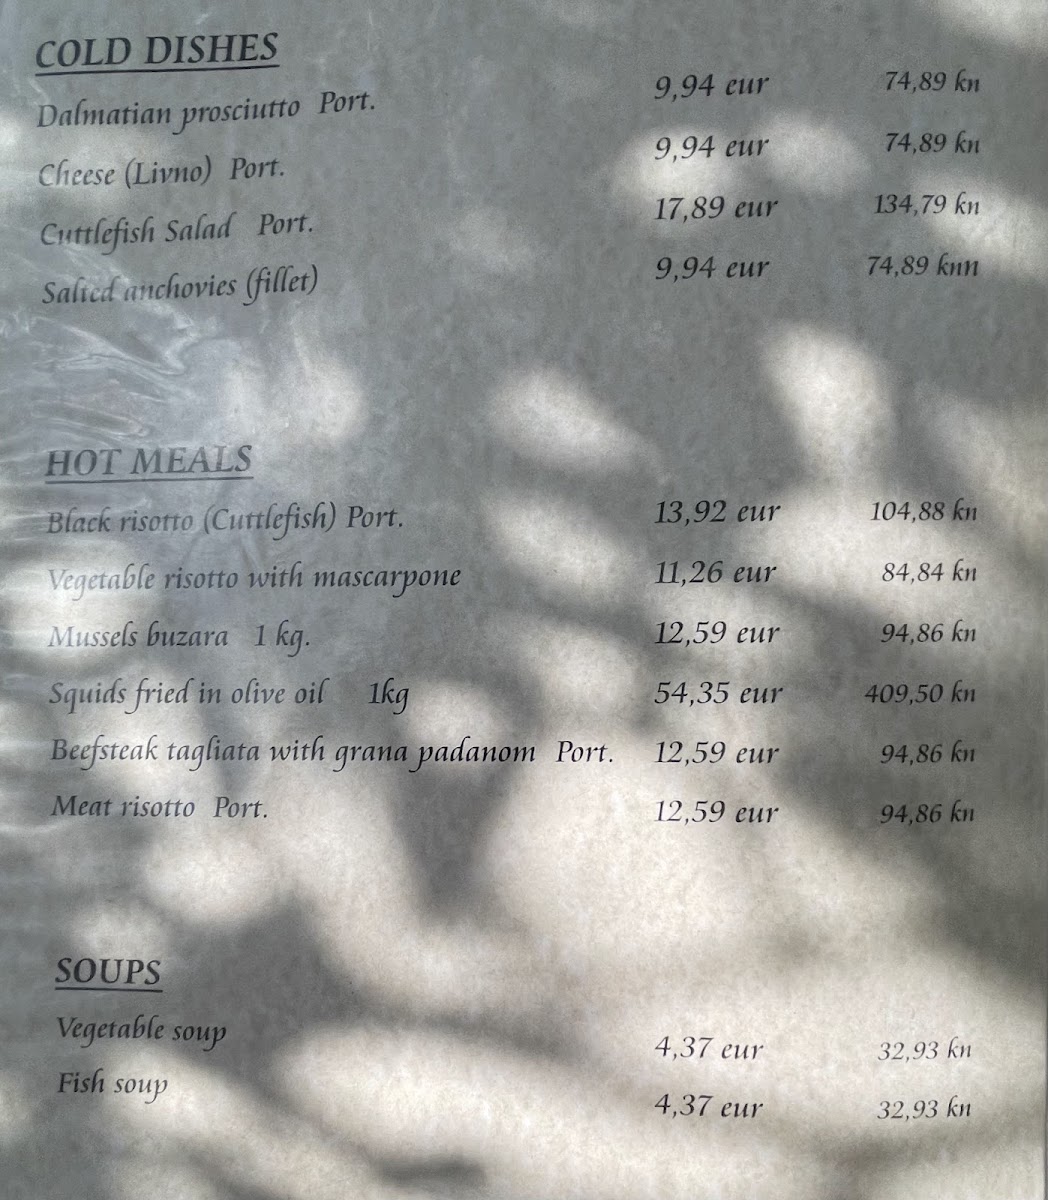 COLD DISHES
Dalmatian prosciutto Port. 9,94 eur 74,89 kn
Cheese (Livno) Port. 9,94 eur 74,89 kn
Cuttlefish Salad Port. 17,89 eur 134,79 kn
Salted anchovies (fillet) 9,94 eur 74,89 knn
HOT MEALS
Black risotto (Cuttlefish) Port. 13,92 eur 104,88 kn
Vegetable risotto with mascarpone 11,26 eur 84,84 kn
Mussels buzara 1 kg. 12,59 eur 94,86 kn
Squids fried in olive oil 1kg 54,35 eur 409,50 kn
Beefsteak tagliata with grana padanom Port. 12,59 eur 94,86 kn
Meat risotto Port. 12,59 eur 94,86 kn
SOUPS
Vegetable soup 4,37 eur 32,93 kn
Fish soup 4,37 eur 32,93 kn